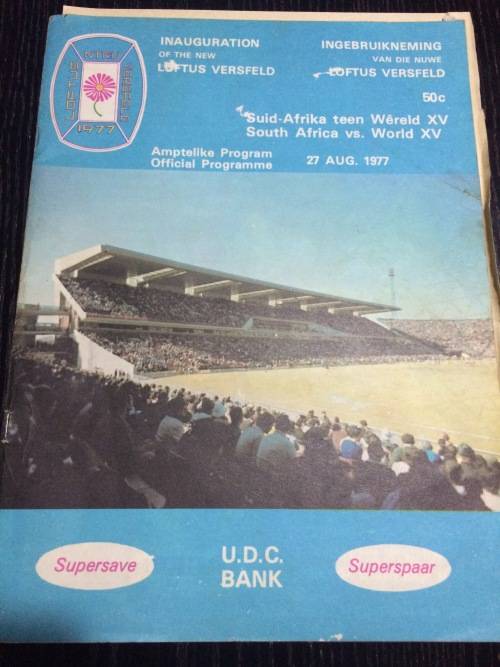 INAUGURATION
OF THE NEW
LOFTUS VERSFELD
INGEBRUIKNEMING
VAN DIE NUWE
LOFTUS VERSFELD
50c
Suid-Afrika teen Wêreld XV
South Africa vs. World XV
Amptelike Program
Official Programme
27 AUG. 1977
1977
Supersave
U.D.C.
BANK
Superspaar